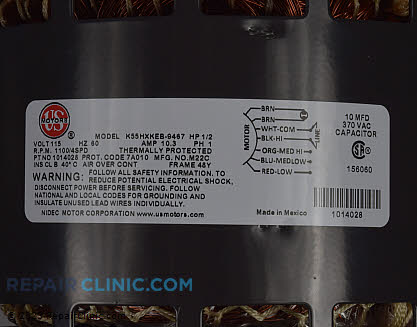 US
MOTORS
MODEL K55HXKEB-9467 HP 1/2
VOLT 115 HZ 60 AMP 10.3 PH 1
R.P.M. 1100/4SPD THERMALLY PROTECTED
PT NO 1014028 PROT. CODE 7A010 MFG. NO. M22C
INS CL B 40°C AIR OVER CONT FRAME 48Y
WARNING: FOLLOW ALL SAFETY INFORMATION. TO
REDUCE POTENTIAL ELECTRICAL SHOCK,
DISCONNECT POWER BEFORE SERVICING. FOLLOW
NATIONAL AND LOCAL CODES FOR GROUNDING AND
INSULATE UNUSED LEAD WIRES INDIVIDUALLY.
NIDEC MOTOR CORPORATION www.usmotors.com
MOTOR
BRN
BRN
WHT-COM
BLK-HI
LINE
ORG-MED HI
BLU-MEDLOW
RED-LOW
10 MFD
370 VAC
CAPACITOR
156060
Made in Mexico
1014028
REPAIRCLINIC.COM